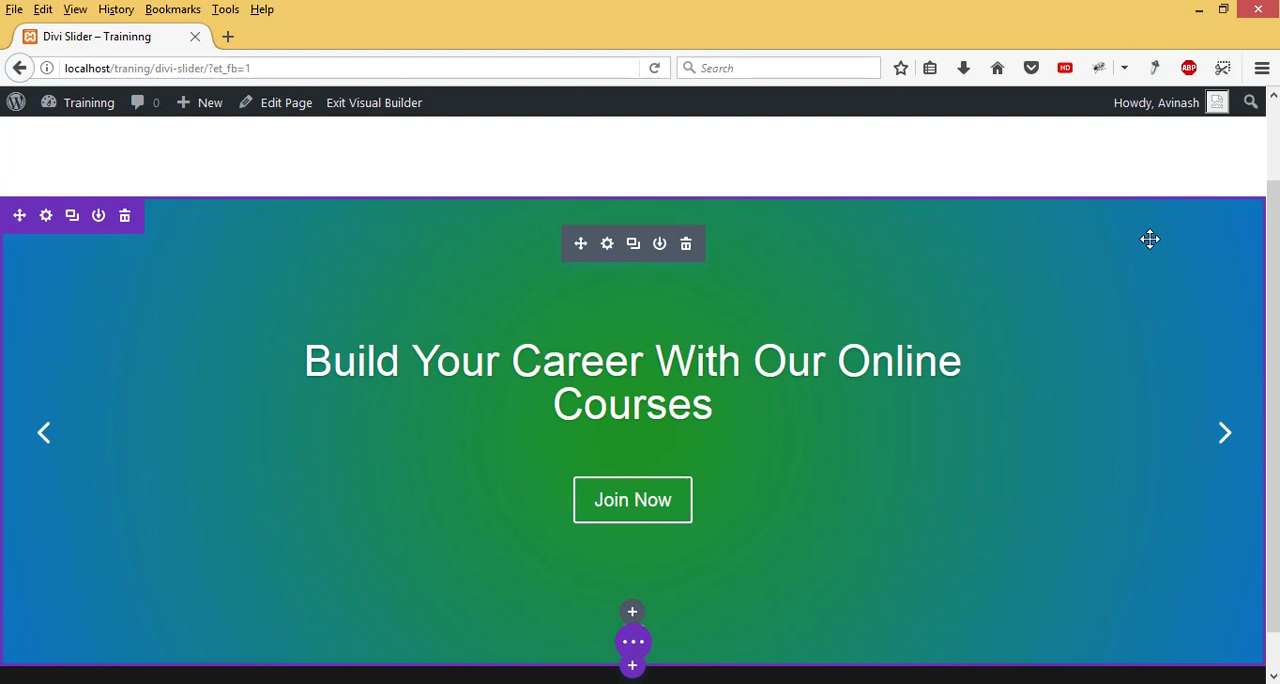 File Edit View History Bookmarks Tools Help
Divi Slider – Traininng
localhost/traning/divi-slider/?et_fb=1
Search
HD
ABP
Traininng 0 New Edit Page Exit Visual Builder Howdy, Avinash
Build Your Career With Our Online
Courses
Join Now